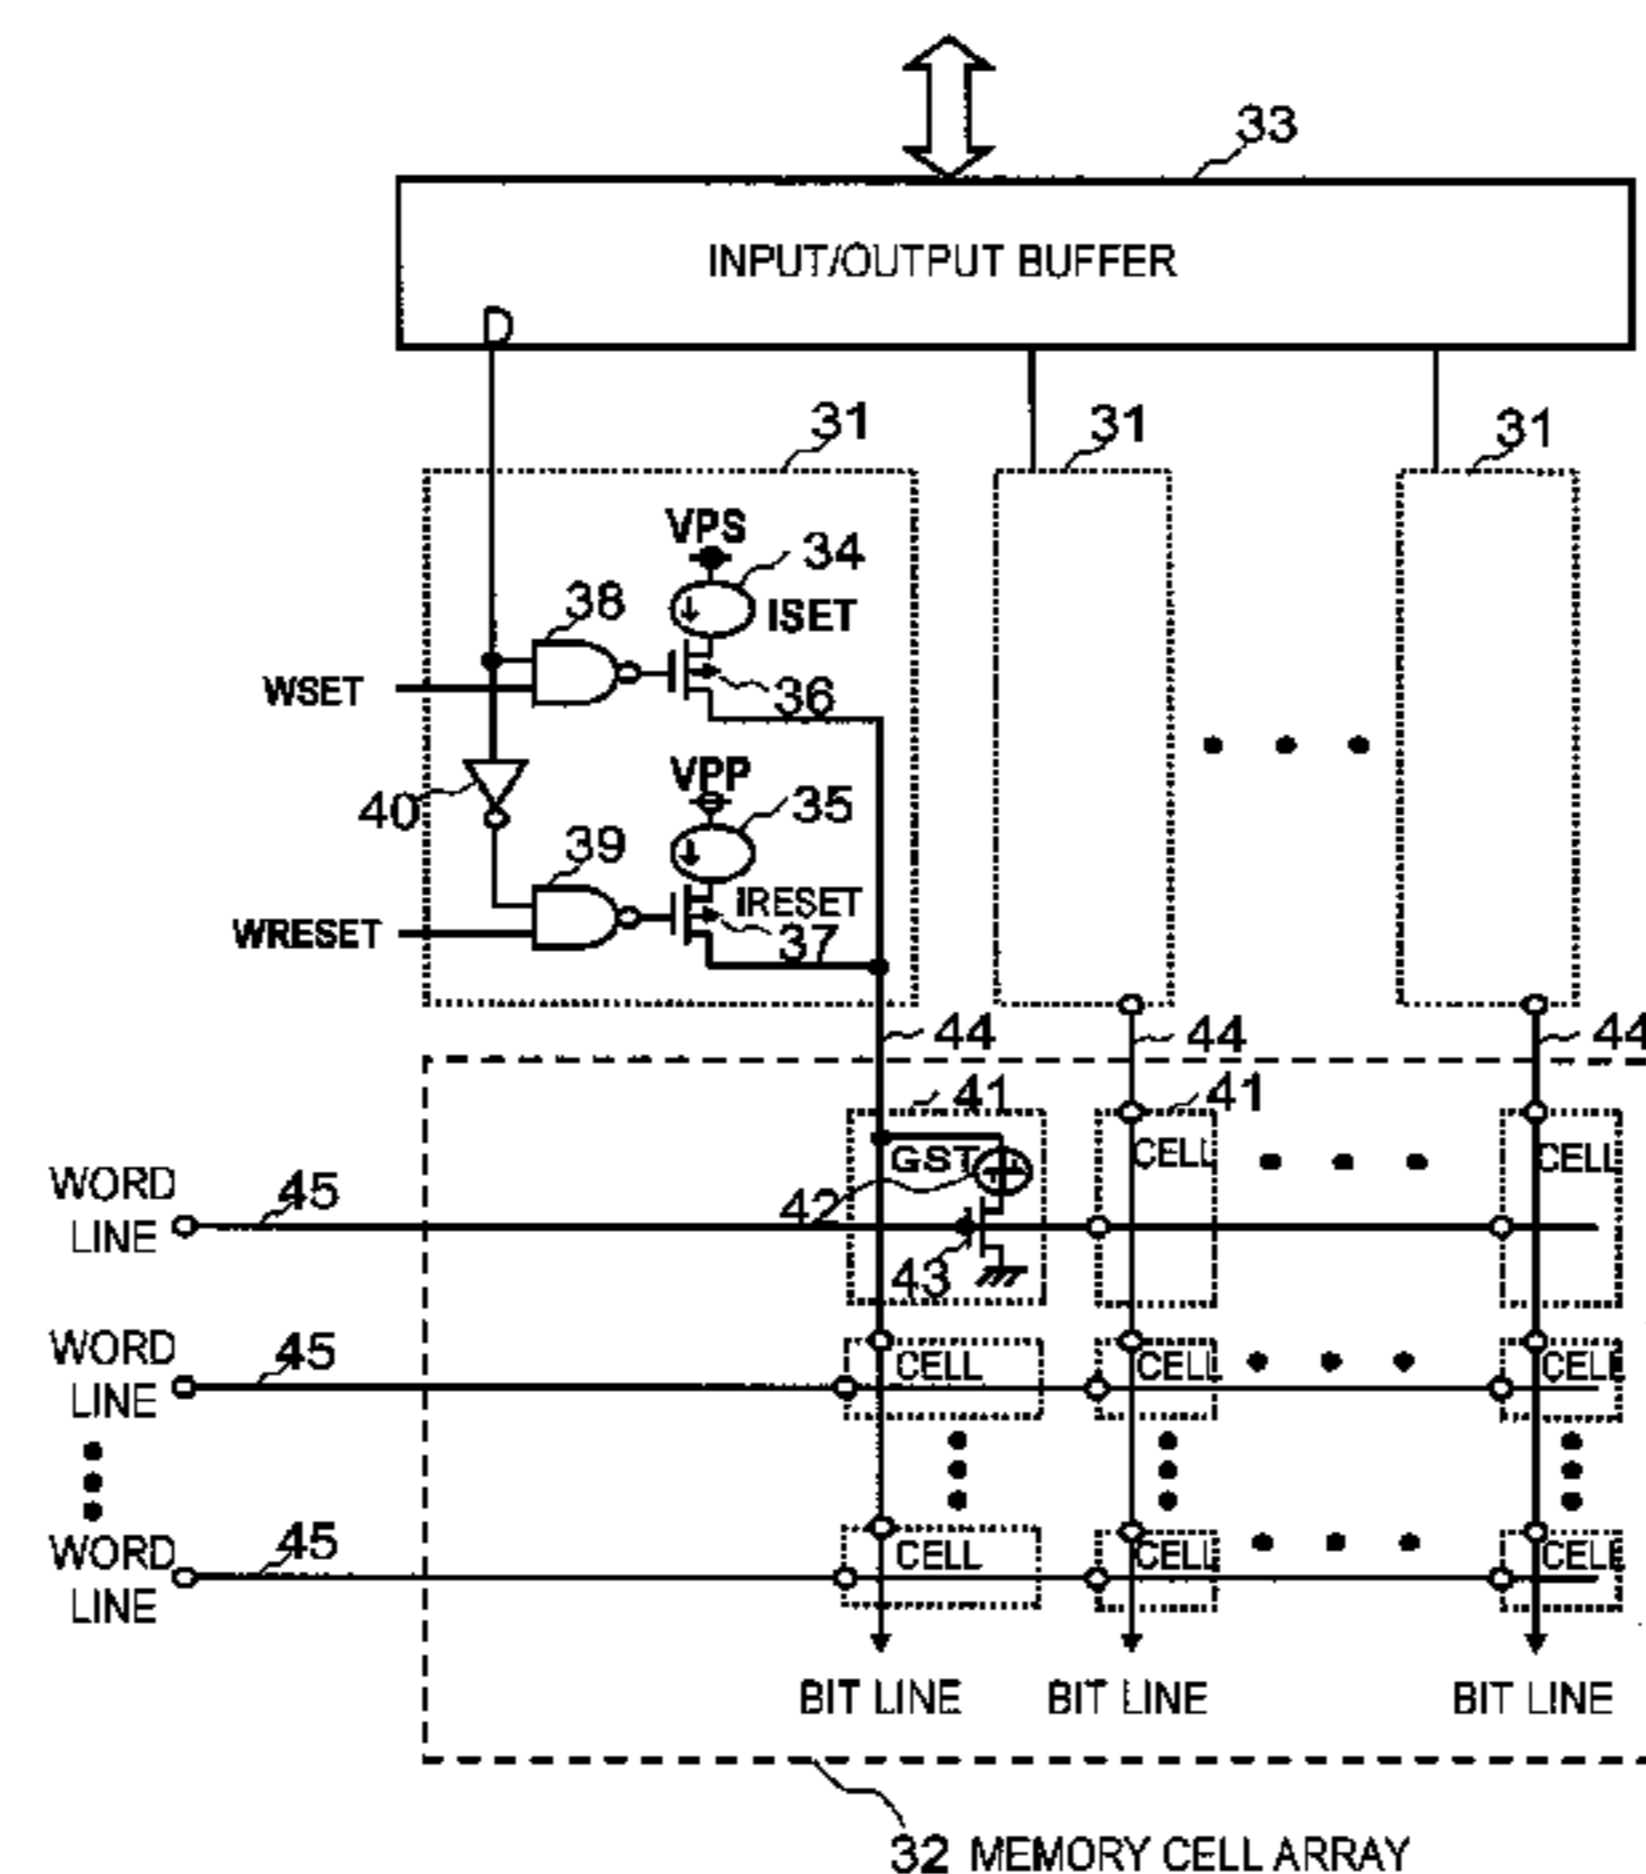 33
INPUT/OUTPUT BUFFER
D
31
31
31
VPS
34
ISET
38
WSET
36
VPP
40
35
39
IRESET
WRESET
37
44
44
44
41
41
GST
CELL
CELL
WORD
LINE
45
42
43
WORD
LINE
45
CELL
CELL
CELL
WORD
LINE
45
CELL
CELL
CELL
BIT LINE
BIT LINE
BIT LINE
32 MEMORY CELL ARRAY